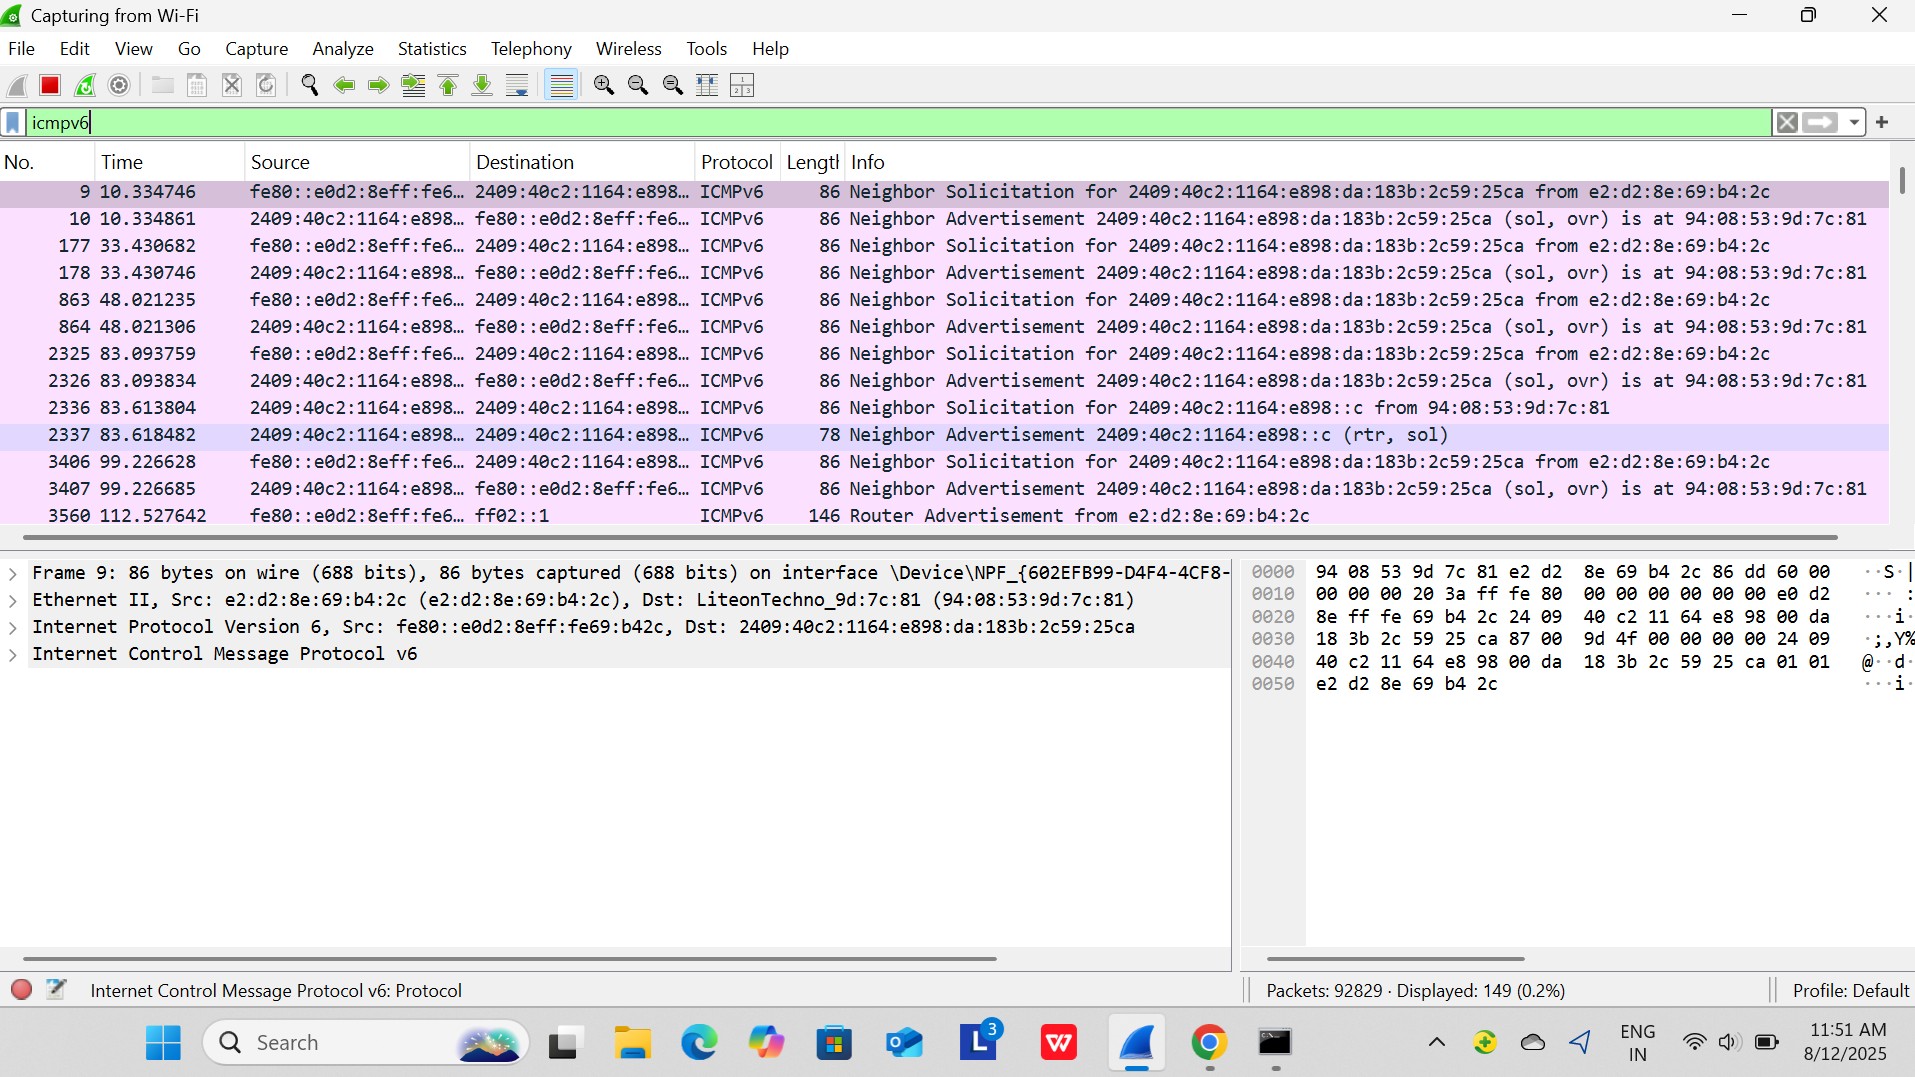 Capturing from Wi-Fi
File Edit View Go Capture Analyze Statistics Telephony Wireless Tools Help
icmpv6
No. Time Source Destination Protocol Length Info
9 10.334746 fe80::e0d2:8eff:fe6… 2409:40c2:1164:e898… ICMPv6 86 Neighbor Solicitation for 2409:40c2:1164:e898:da:183b:2c59:25ca from e2:d2:8e:69:b4:2c
10 10.334861 2409:40c2:1164:e898… fe80::e0d2:8eff:fe6… ICMPv6 86 Neighbor Advertisement 2409:40c2:1164:e898:da:183b:2c59:25ca (sol, ovr) is at 94:08:53:9d:7c:81
177 33.430682 fe80::e0d2:8eff:fe6… 2409:40c2:1164:e898… ICMPv6 86 Neighbor Solicitation for 2409:40c2:1164:e898:da:183b:2c59:25ca from e2:d2:8e:69:b4:2c
178 33.430746 2409:40c2:1164:e898… fe80::e0d2:8eff:fe6… ICMPv6 86 Neighbor Advertisement 2409:40c2:1164:e898:da:183b:2c59:25ca (sol, ovr) is at 94:08:53:9d:7c:81
863 48.021235 fe80::e0d2:8eff:fe6… 2409:40c2:1164:e898… ICMPv6 86 Neighbor Solicitation for 2409:40c2:1164:e898:da:183b:2c59:25ca from e2:d2:8e:69:b4:2c
864 48.021306 2409:40c2:1164:e898… fe80::e0d2:8eff:fe6… ICMPv6 86 Neighbor Advertisement 2409:40c2:1164:e898:da:183b:2c59:25ca (sol, ovr) is at 94:08:53:9d:7c:81
2325 83.093759 fe80::e0d2:8eff:fe6… 2409:40c2:1164:e898… ICMPv6 86 Neighbor Solicitation for 2409:40c2:1164:e898:da:183b:2c59:25ca from e2:d2:8e:69:b4:2c
2326 83.093834 2409:40c2:1164:e898… fe80::e0d2:8eff:fe6… ICMPv6 86 Neighbor Advertisement 2409:40c2:1164:e898:da:183b:2c59:25ca (sol, ovr) is at 94:08:53:9d:7c:81
2336 83.613804 2409:40c2:1164:e898… 2409:40c2:1164:e898… ICMPv6 86 Neighbor Solicitation for 2409:40c2:1164:e898::c from 94:08:53:9d:7c:81
2337 83.618482 2409:40c2:1164:e898… 2409:40c2:1164:e898… ICMPv6 78 Neighbor Advertisement 2409:40c2:1164:e898::c (rtr, sol)
3406 99.226628 fe80::e0d2:8eff:fe6… 2409:40c2:1164:e898… ICMPv6 86 Neighbor Solicitation for 2409:40c2:1164:e898:da:183b:2c59:25ca from e2:d2:8e:69:b4:2c
3407 99.226685 2409:40c2:1164:e898… fe80::e0d2:8eff:fe6… ICMPv6 86 Neighbor Advertisement 2409:40c2:1164:e898:da:183b:2c59:25ca (sol, ovr) is at 94:08:53:9d:7c:81
3560 112.527642 fe80::e0d2:8eff:fe6… ff02::1 ICMPv6 146 Router Advertisement from e2:d2:8e:69:b4:2c
Frame 9: 86 bytes on wire (688 bits), 86 bytes captured (688 bits) on interface \Device\NPF_{602EFB99-D4F4-4CF8-
Ethernet II, Src: e2:d2:8e:69:b4:2c (e2:d2:8e:69:b4:2c), Dst: LiteonTechno_9d:7c:81 (94:08:53:9d:7c:81)
Internet Protocol Version 6, Src: fe80::e0d2:8eff:fe69:b42c, Dst: 2409:40c2:1164:e898:da:183b:2c59:25ca
Internet Control Message Protocol v6
0000 94 08 53 9d 7c 81 e2 d2 8e 69 b4 2c 86 dd 60 00 ··S·|
0010 00 00 00 20 3a ff fe 80 00 00 00 00 00 00 e0 d2 ··· :
0020 8e ff fe 69 b4 2c 24 09 40 c2 11 64 e8 98 00 da ···i·
0030 18 3b 2c 59 25 ca 87 00 9d 4f 00 00 00 00 24 09 ·;,Y%
0040 40 c2 11 64 e8 98 00 da 18 3b 2c 59 25 ca 01 01 @··d·
0050 e2 d2 8e 69 b4 2c ···i·
Internet Control Message Protocol v6: Protocol Packets: 92829 · Displayed: 149 (0.2%) Profile: Default
Search
L
3
W
ENG
IN
11:51 AM
8/12/2025